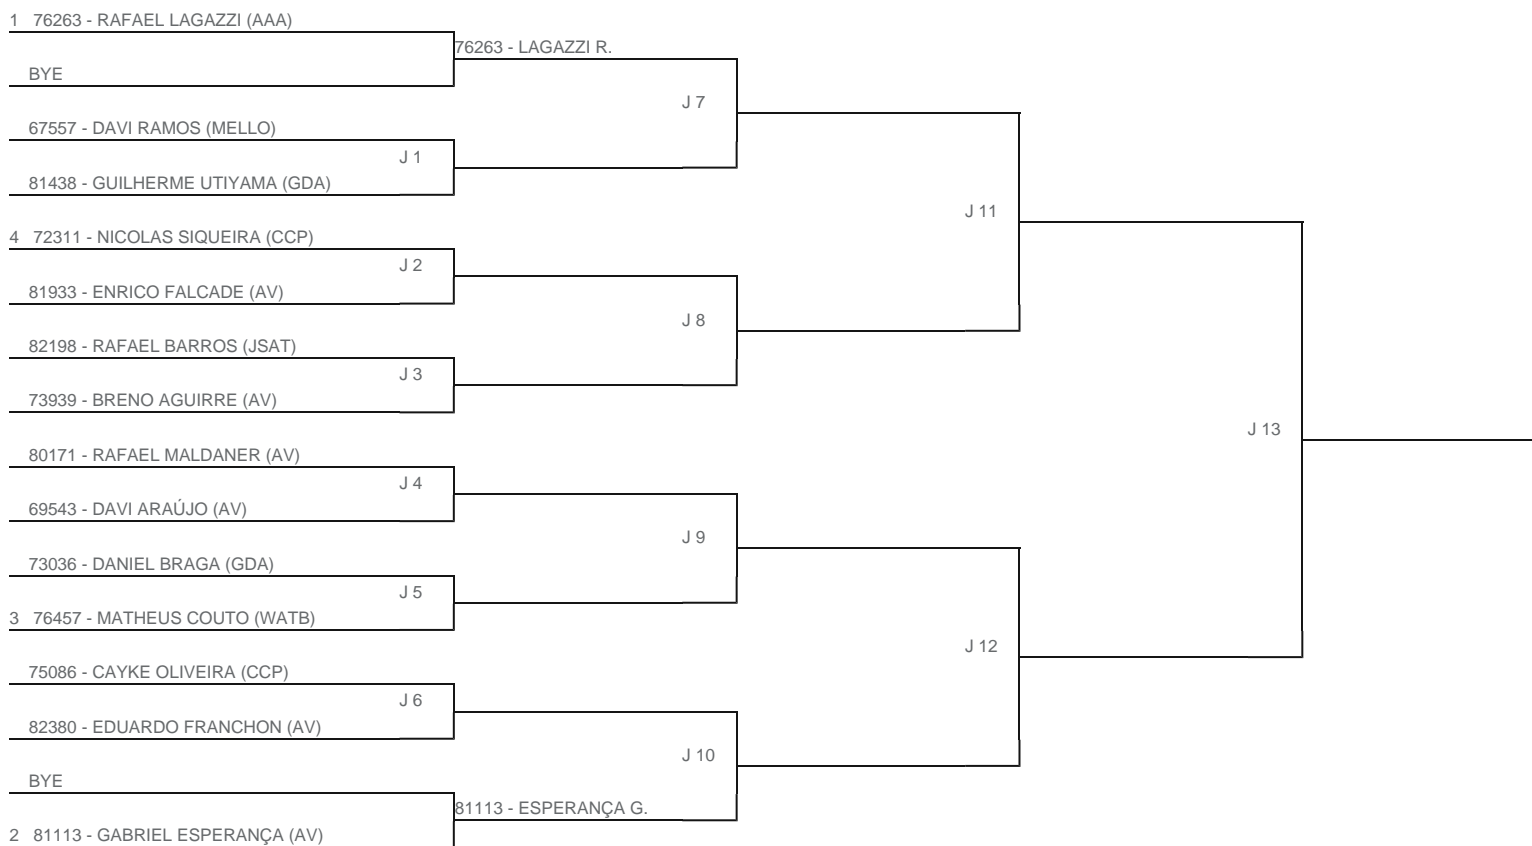 1 76263 - RAFAEL LAGAZZI (AAA)
76263 - LAGAZZI R.
BYE
J 7
67557 - DAVI RAMOS (MELLO)
J 1
81438 - GUILHERME UTIYAMA (GDA)
J 11
4 72311 - NICOLAS SIQUEIRA (CCP)
J 2
81933 - ENRICO FALCADE (AV)
J 8
82198 - RAFAEL BARROS (JSAT)
J 3
73939 - BRENO AGUIRRE (AV)
J 13
80171 - RAFAEL MALDANER (AV)
J 4
69543 - DAVI ARAÚJO (AV)
J 9
73036 - DANIEL BRAGA (GDA)
J 5
3 76457 - MATHEUS COUTO (WATB)
J 12
75086 - CAYKE OLIVEIRA (CCP)
J 6
82380 - EDUARDO FRANCHON (AV)
J 10
BYE
81113 - ESPERANÇA G.
2 81113 - GABRIEL ESPERANÇA (AV)